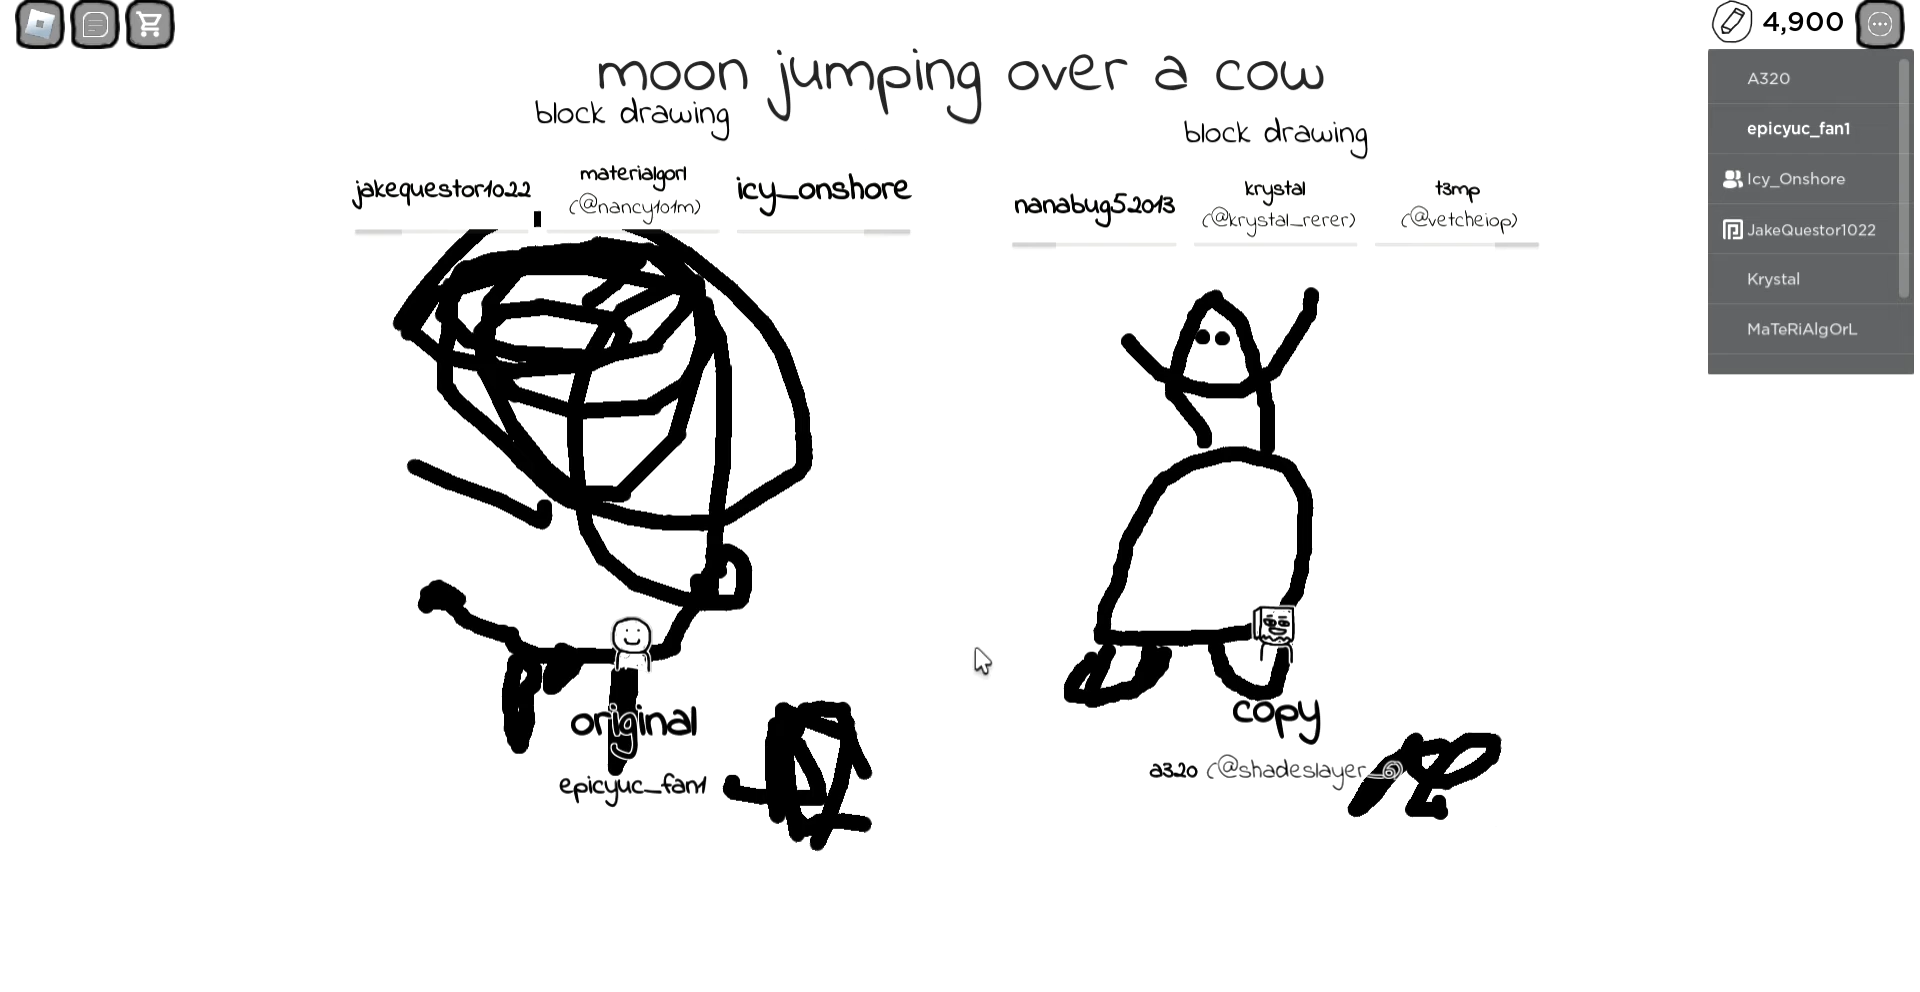 4,900
moon jumping over a cow
block drawing
block drawing
jakequestor1022
materialgorl
(@nancy101m)
icy_onshore
nanabug52013
krystal
(@krystal_rerer)
t3mp
(@vetcheiop)
original
epicyuc_fan1
copy
a320 (@shadeslayer_6)
A320
epicyuc_fan1
Icy_Onshore
JakeQuestor1022
Krystal
MaTeRiAlgOrL